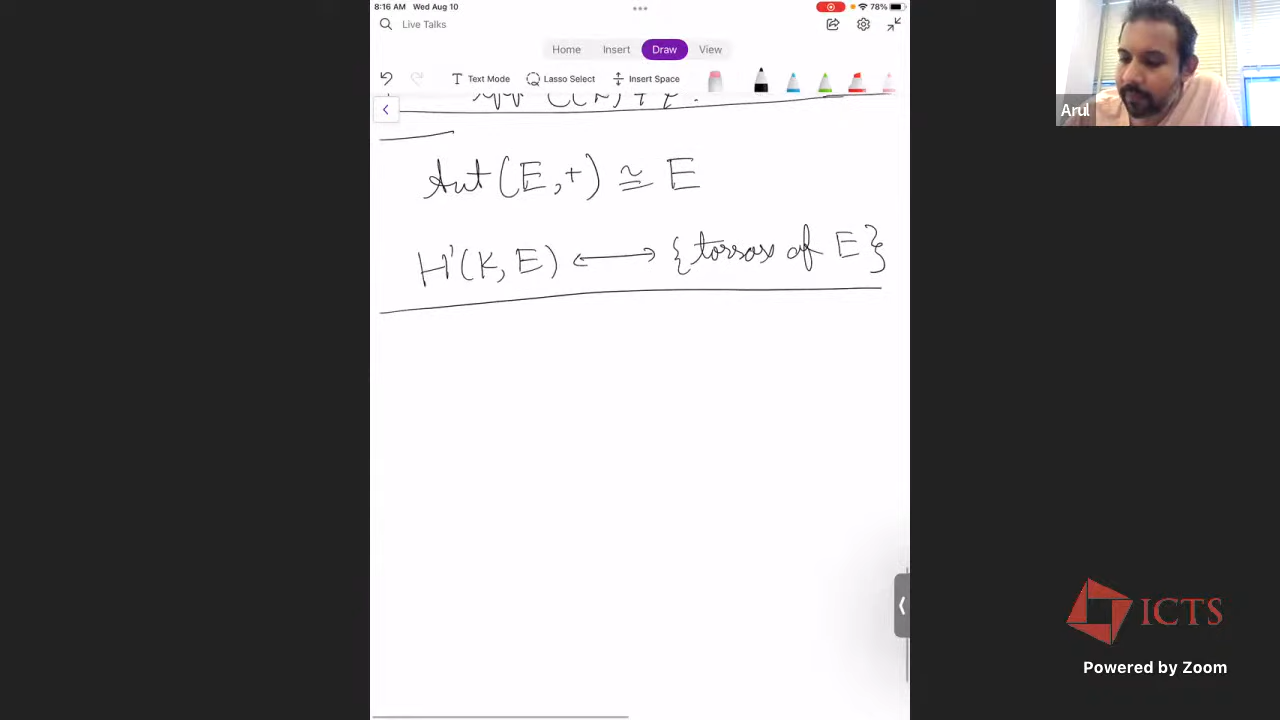 8:16 AM Wed Aug 10
78%
Live Talks
Home Insert Draw View
Text Mode Lasso Select Insert Space
Aut(E,+) ≅ E
H¹(K, E) ⟷ {torsors of E}
Arul
ICTS
Powered by Zoom